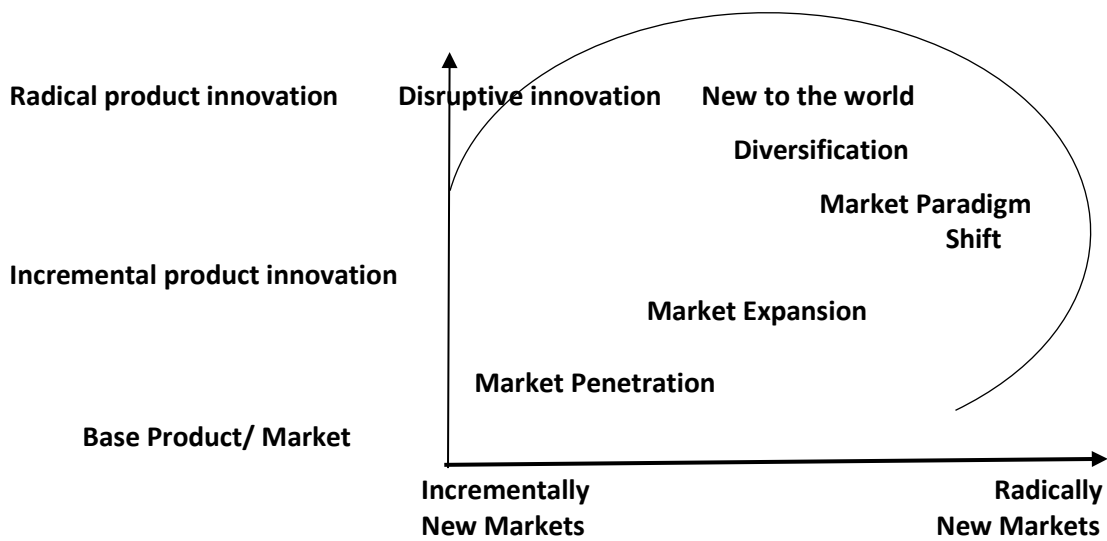 Radical product innovation
Disruptive innovation
New to the world
Diversification
Market Paradigm
Shift
Incremental product innovation
Market Expansion
Market Penetration
Base Product/ Market
Incrementally
New Markets
Radically
New Markets